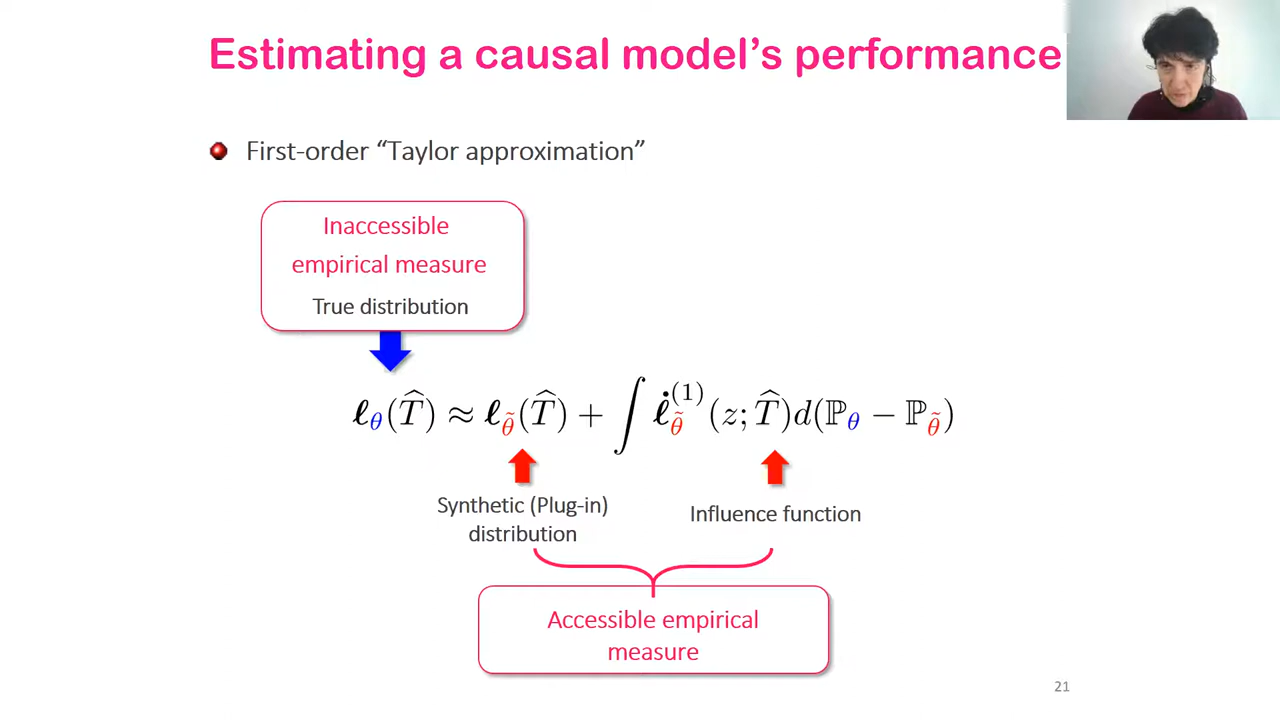 Estimating a causal model’s performance
First-order “Taylor approximation”
Inaccessible
empirical measure
True distribution
ℓ_θ(T̂) ≈ ℓ_θ̃(T̂) + ∫ ℓ̇_θ̃^(1)(z; T̂)d(ℙ_θ − ℙ_θ̃)
Synthetic (Plug-in)
distribution
Influence function
Accessible empirical
measure
21